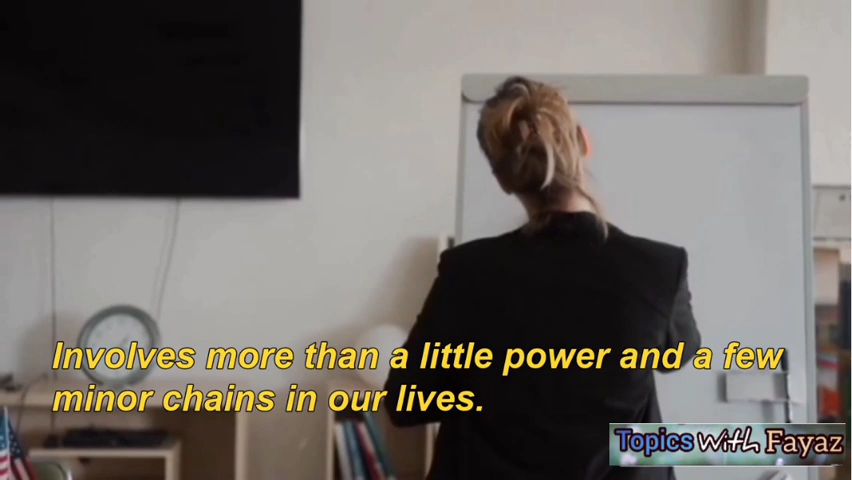 Involves more than a little power and a few
minor chains in our lives.
Topics With Fayaz